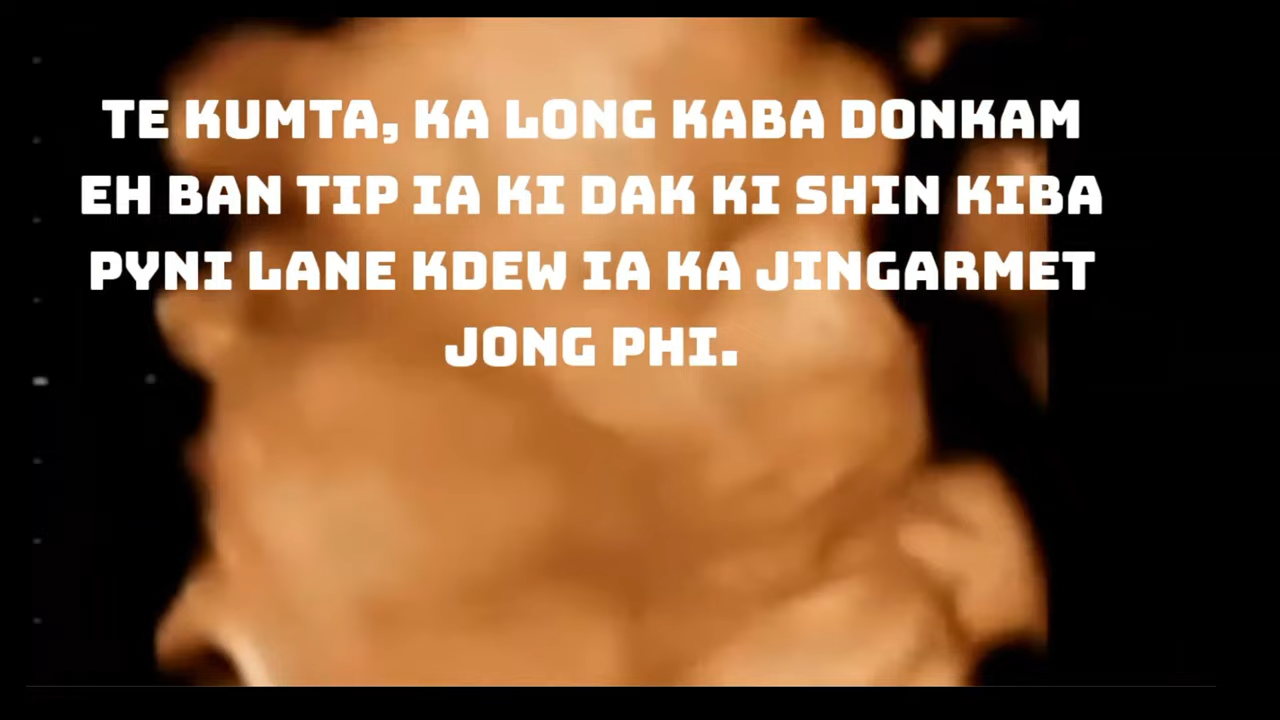 TE KUMTA, KA LONG KABA DONKAM
EH BAN TIP IA KI DAK KI SHIN KIBA
PYNI LANE KDEW IA KA JINGARMET
JONG PHI.